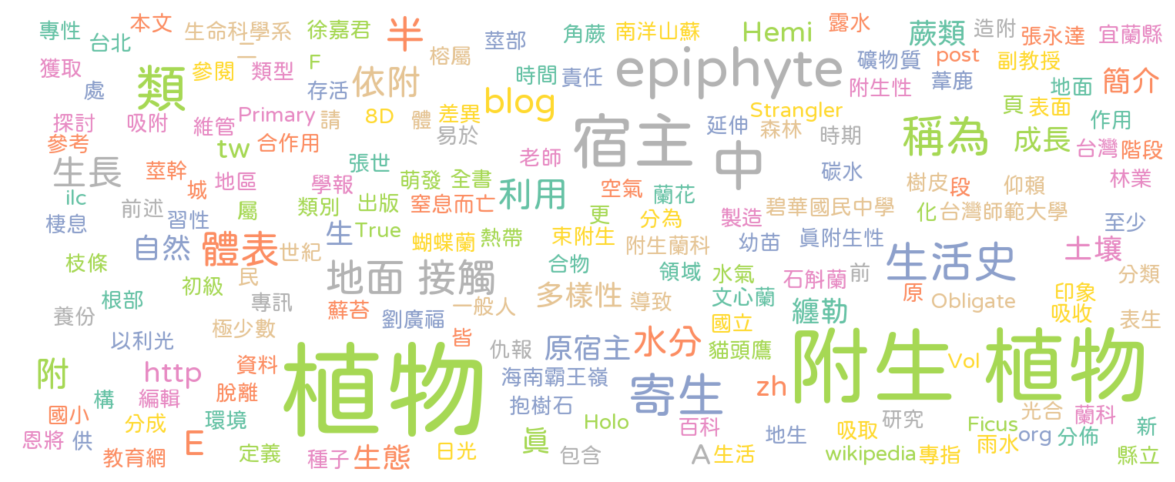 專性 台北 本文 生命科學系 徐嘉君 半 榕屬 莖部 角蕨 南洋山蘇 Hemi 露水 蕨類 造附 張永達 宜蘭縣
獲取 處 類 二 參閱 類型 F 存活 依附 時間 責任 epiphyte 礦物質 post 副教授 附生性 葦鹿 地面 簡介
探討 參考 吸附 維管 Primary 請 8D 體 差異 易於 blog 宿主 Strangler 延伸 森林 時期 稱為 頁 表面 成長 作用
生長 莖幹 tw 合作用 張世 老師 中 碳水 台灣 階段
ilc 城 地區 學報 萌發 全書 利用 空氣 蘭花 樹皮 段 仰賴 林業
棲息 前述 習性 屬 類別 出版 窒息而亡 更 分為 製造 碧華國民中學 化 台灣師範大學 至少
枝條 自然 體表 世紀 生 True 蝴蝶蘭 熱帶 束附生 附生蘭科 幼苗 眞附生性 生活史 土壤
根部 初級 民 專訊 地面 接觸 合物 多樣性 領域 水氣 石斛蘭 前 原 Obligate 印象 分類
養份 極少數 蘇苔 劉廣福 一般人 導致 文心蘭 國立 纏勒 吸收 表生
以利光 資料 植物 皆 仇報 原宿主 水分 貓頭鷹 附生 植物 Vol
附 構 http 脫離 海南霸王嶺 寄生 zh
國小 編輯 環境 抱樹石 Holo 百科 研究 光合 蘭科
恩將 供 分成 E 眞 地生 吸取 Ficus org 分佈 新
教育網 定義 種子 生態 日光 包含 A 生活 wikipedia 專指 雨水 縣立